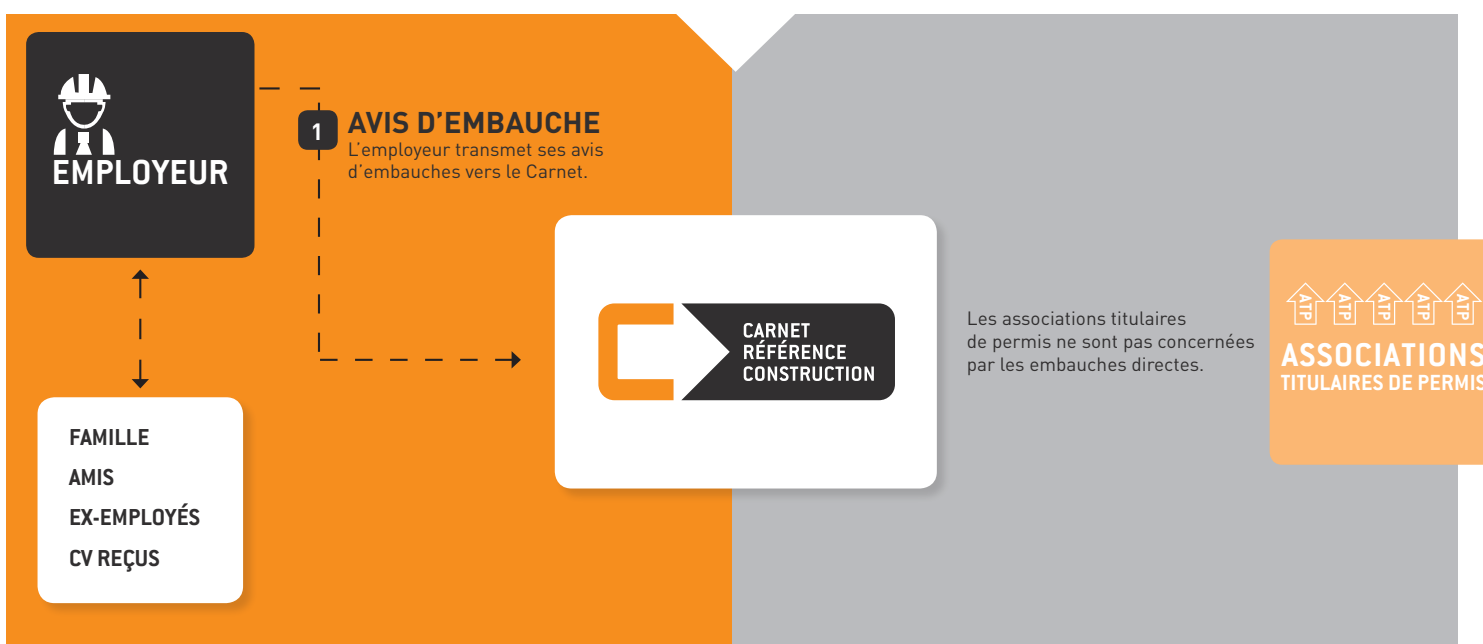 EMPLOYEUR
1
AVIS D'EMBAUCHE
L'employeur transmet ses avis
d'embauches vers le Carnet.
FAMILLE
AMIS
EX-EMPLOYÉS
CV REÇUS
CARNET
RÉFÉRENCE
CONSTRUCTION
Les associations titulaires
de permis ne sont pas concernées
par les embauches directes.
ATP ATP ATP ATP ATP
ASSOCIATIONS
TITULAIRES DE PERMIS